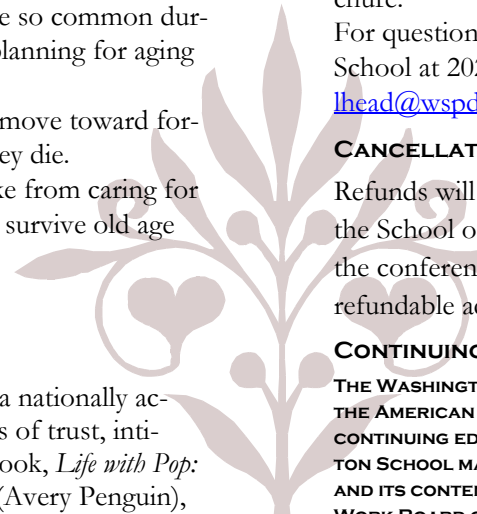 e so common dur-
planning for aging
move toward for-
ey die.
ke from caring for
survive old age
a nationally ac-
s of trust, inti-
ook, Life with Pop:
(Avery Penguin),
chure.
For question
School at 202
lhead@wspd
CANCELLAT
Refunds will
the School o
the conferen
refundable a
CONTINUING
THE WASHINGT
THE AMERICAN
CONTINUING ED
TON SCHOOL MA
AND ITS CONTEN
WORK BOARD